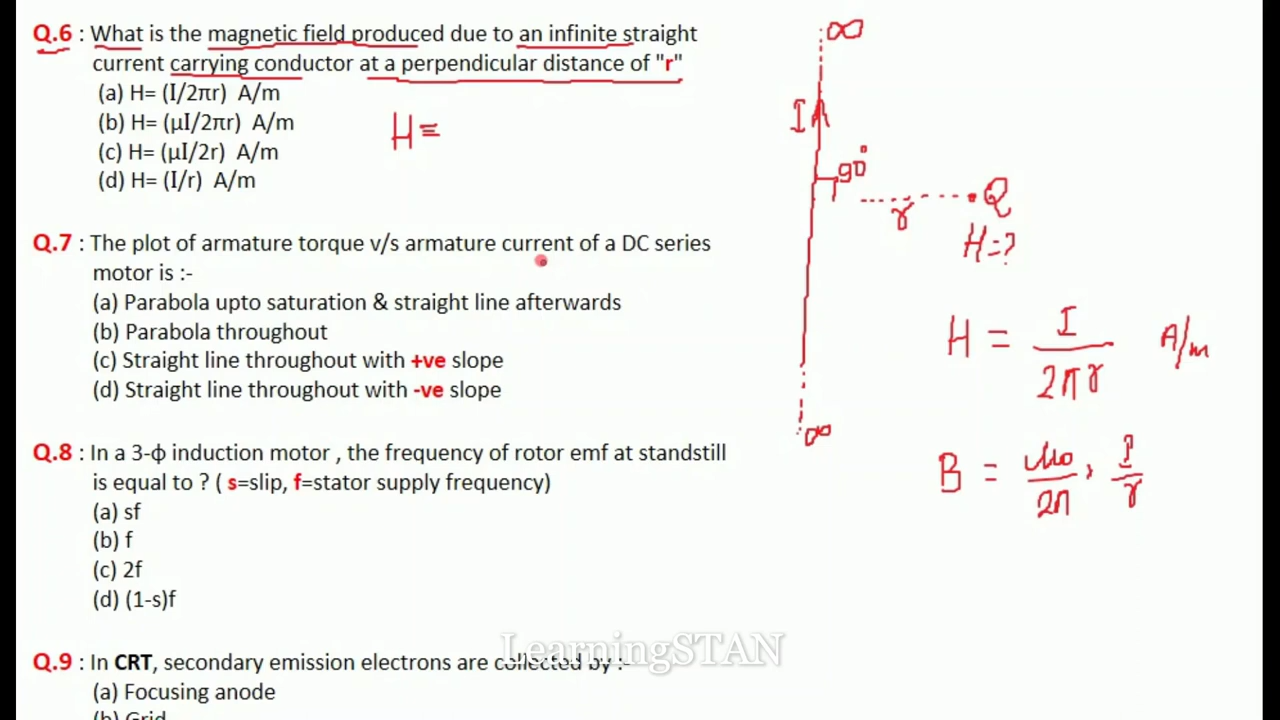 Q.6 : What is the magnetic field produced due to an infinite straight
current carrying conductor at a perpendicular distance of "r"
(a) H= (I/2πr) A/m
(b) H= (μI/2πr) A/m
(c) H= (μI/2r) A/m
(d) H= (I/r) A/m
H=
Q.7 : The plot of armature torque v/s armature current of a DC series
motor is :-
(a) Parabola upto saturation & straight line afterwards
(b) Parabola throughout
(c) Straight line throughout with +ve slope
(d) Straight line throughout with -ve slope
Q.8 : In a 3-ф induction motor , the frequency of rotor emf at standstill
is equal to ? ( s=slip, f=stator supply frequency)
(a) sf
(b) f
(c) 2f
(d) (1-s)f
Q.9 : In CRT, secondary emission electrons are collected by :-
(a) Focusing anode
(b) Grid
∞
I
90°
r
Q
H=?
∞
H = I / 2πr A/m
B = μ0 / 2π · I / r
LearningSTAN